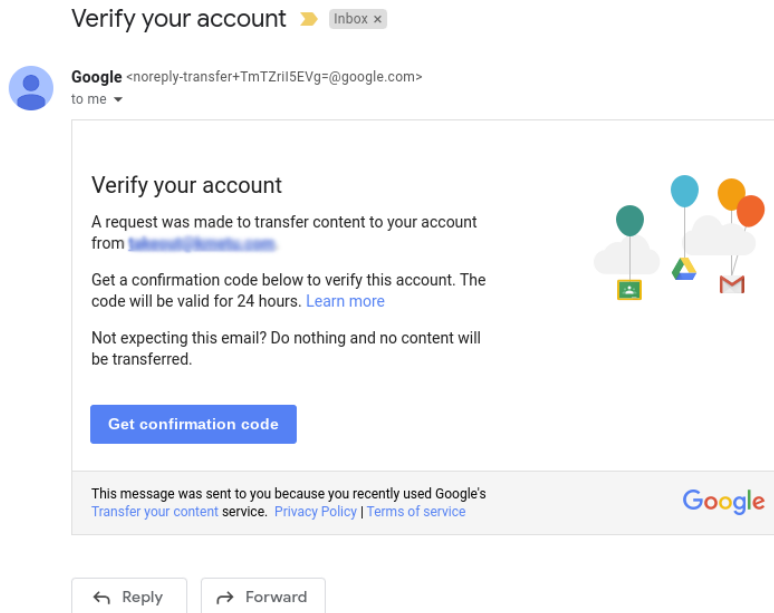 Verify your account Inbox ×
Google <noreply-transfer+TmTZriI5EVg=@google.com>
to me
Verify your account
A request was made to transfer content to your account
from
Get a confirmation code below to verify this account. The
code will be valid for 24 hours. Learn more
Not expecting this email? Do nothing and no content will
be transferred.
Get confirmation code
This message was sent to you because you recently used Google's
Transfer your content service. Privacy Policy | Terms of service
Google
Reply Forward